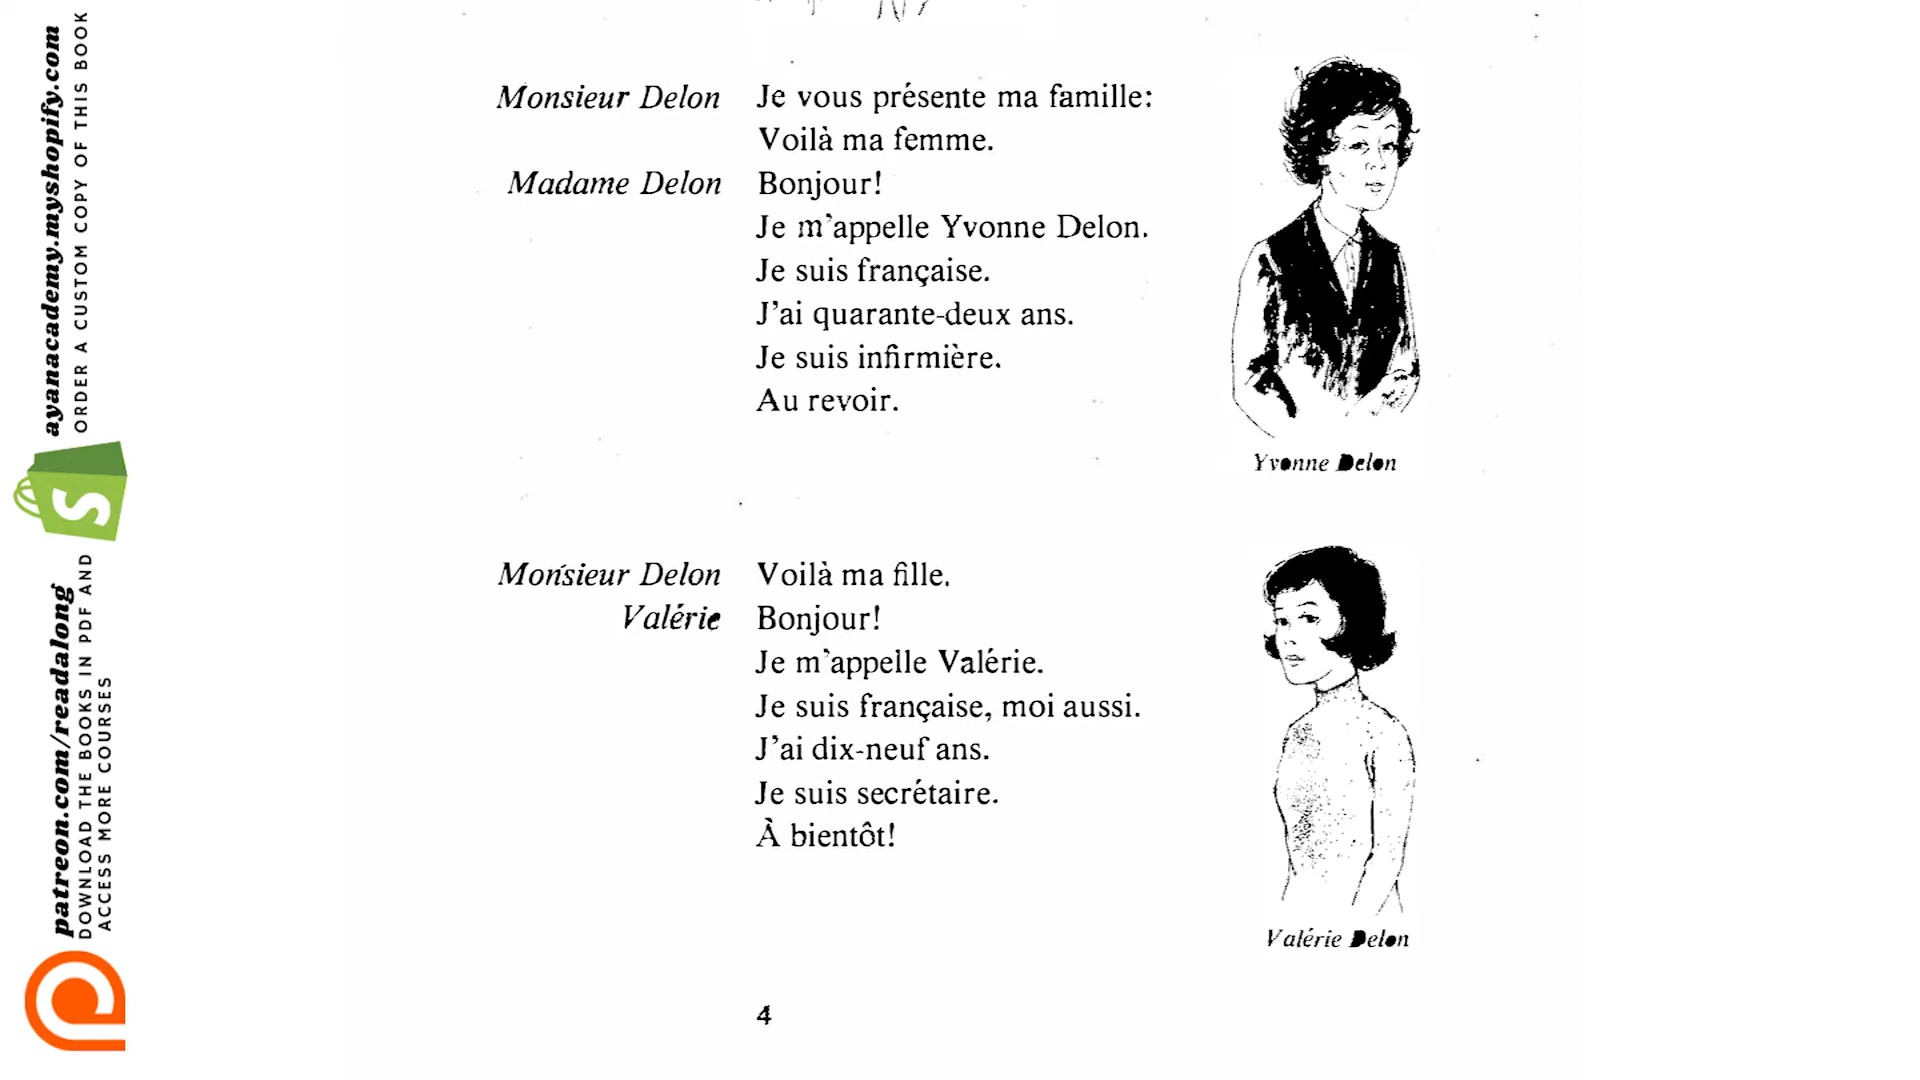 Monsieur Delon Je vous présente ma famille:
Voilà ma femme.
Madame Delon Bonjour!
Je m'appelle Yvonne Delon.
Je suis française.
J'ai quarante-deux ans.
Je suis infirmière.
Au revoir.
Yvonne Delon
Monsieur Delon Voilà ma fille.
Valérie Bonjour!
Je m'appelle Valérie.
Je suis française, moi aussi.
J'ai dix-neuf ans.
Je suis secrétaire.
À bientôt!
Valérie Delon
4
ayanacademy.myshopify.com
ORDER A CUSTOM COPY OF THIS BOOK
patreon.com/readalong
DOWNLOAD THE BOOKS IN PDF AND
ACCESS MORE COURSES